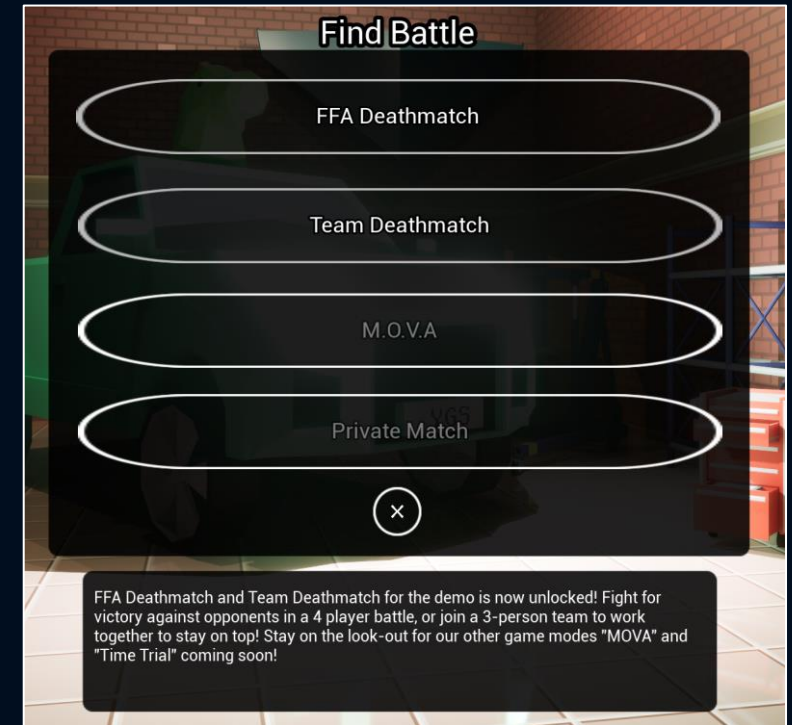 Find Battle
FFA Deathmatch
Team Deathmatch
M.O.V.A
VGS
Private Match
×
FFA Deathmatch and Team Deathmatch for the demo is now unlocked! Fight for
victory against opponents in a 4 player battle, or join a 3-person team to work
together to stay on top! Stay on the look-out for our other game modes "MOVA" and
"Time Trial" coming soon!